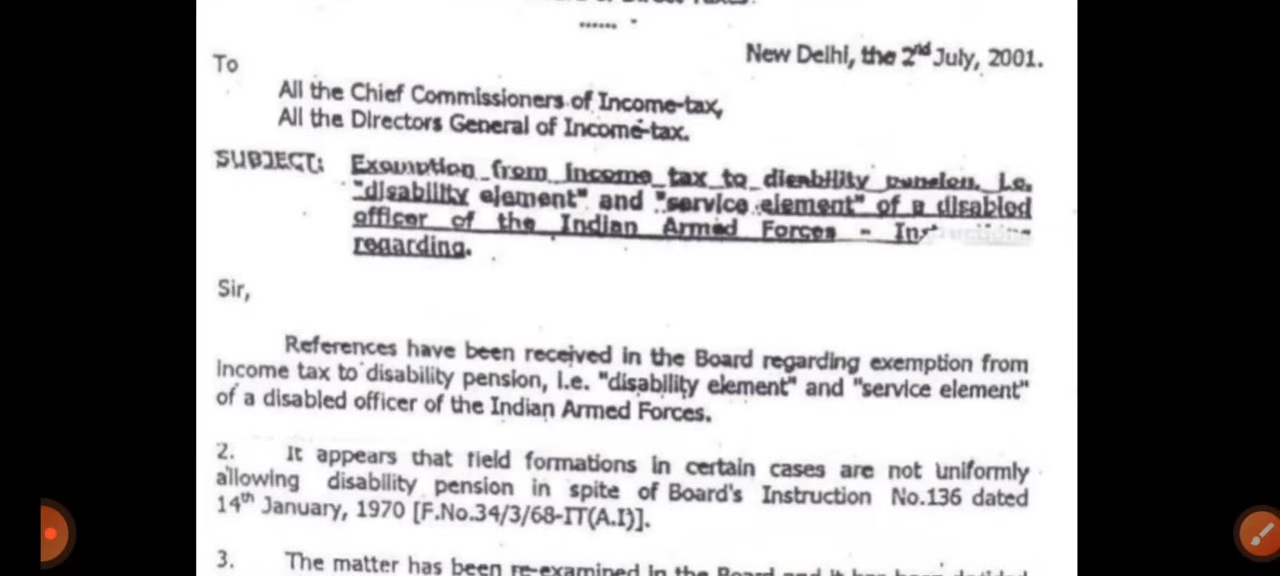 Direct Taxes.
...... .
New Delhi, the 2nd July, 2001.
To
All the Chief Commissioners of Income-tax,
All the Directors General of Income-tax.
SUBJECT: Exemption from income tax to disability pension, i.e.
"disability element" and "service element" of a disabled
officer of the Indian Armed Forces - Instructions
regarding.
Sir,
References have been received in the Board regarding exemption from
income tax to disability pension, i.e. "disability element" and "service element"
of a disabled officer of the Indian Armed Forces.
2. It appears that field formations in certain cases are not uniformly
allowing disability pension in spite of Board's Instruction No.136 dated
14th January, 1970 [F.No.34/3/68-IT(A.I)].
3. The matter has been re-examined in the Board and it has been decided